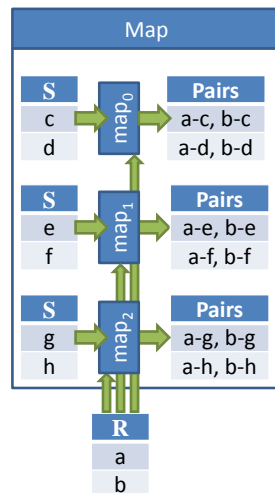 Map
S Pairs
c map0 a-c, b-c
d a-d, b-d
S Pairs
e map1 a-e, b-e
f a-f, b-f
S Pairs
g map2 a-g, b-g
h a-h, b-h
R
a
b